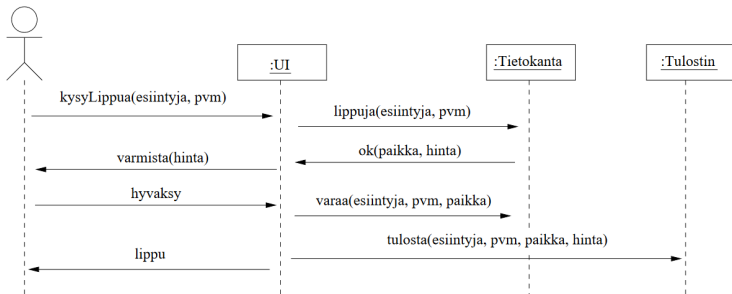 :UI
:Tietokanta
:Tulostin
kysyLippua(esiintyja, pvm)
lippuja(esiintyja, pvm)
ok(paikka, hinta)
varmista(hinta)
hyvaksy
varaa(esiintyja, pvm, paikka)
tulosta(esiintyja, pvm, paikka, hinta)
lippu